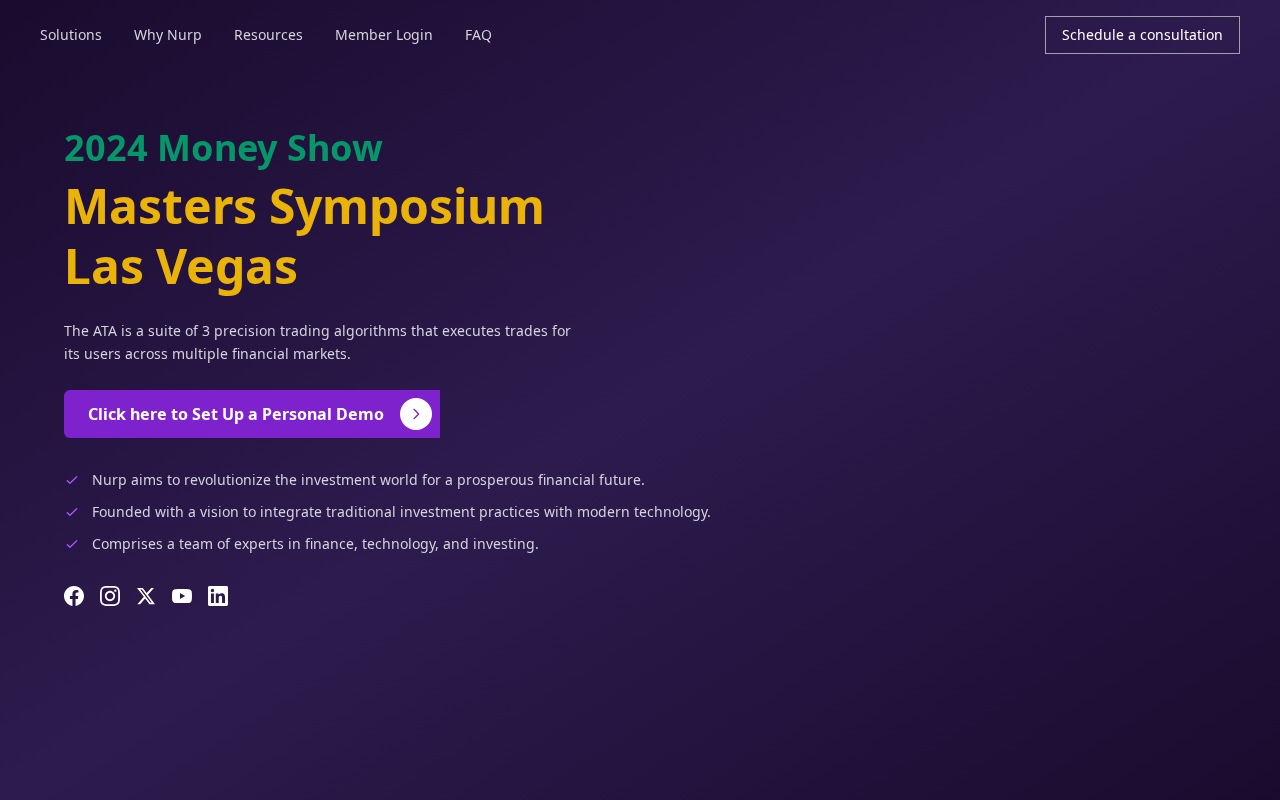 Solutions Why Nurp Resources Member Login FAQ Schedule a consultation
2024 Money Show
Masters Symposium
Las Vegas
The ATA is a suite of 3 precision trading algorithms that executes trades for
its users across multiple financial markets.
Click here to Set Up a Personal Demo
Nurp aims to revolutionize the investment world for a prosperous financial future.
Founded with a vision to integrate traditional investment practices with modern technology.
Comprises a team of experts in finance, technology, and investing.